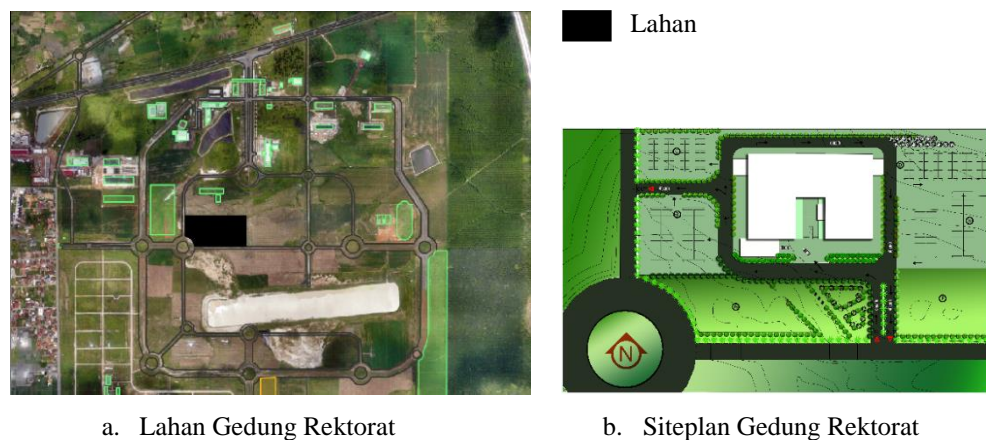 Lahan
N
a. Lahan Gedung Rektorat
b. Siteplan Gedung Rektorat